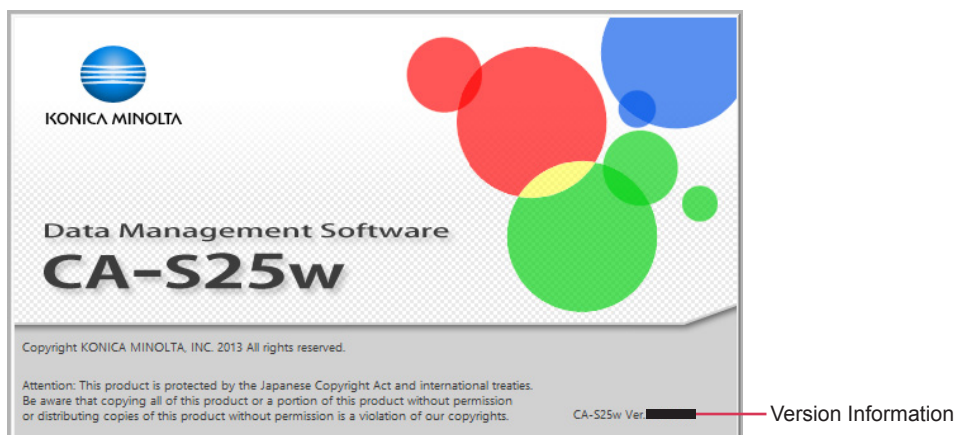 KONICA MINOLTA
Data Management Software
CA-S25w
Copyright KONICA MINOLTA, INC. 2013 All rights reserved.
Attention: This product is protected by the Japanese Copyright Act and international treaties.
Be aware that copying all of this product or a portion of this product without permission
or distributing copies of this product without permission is a violation of our copyrights.
CA-S25w Ver.
Version Information